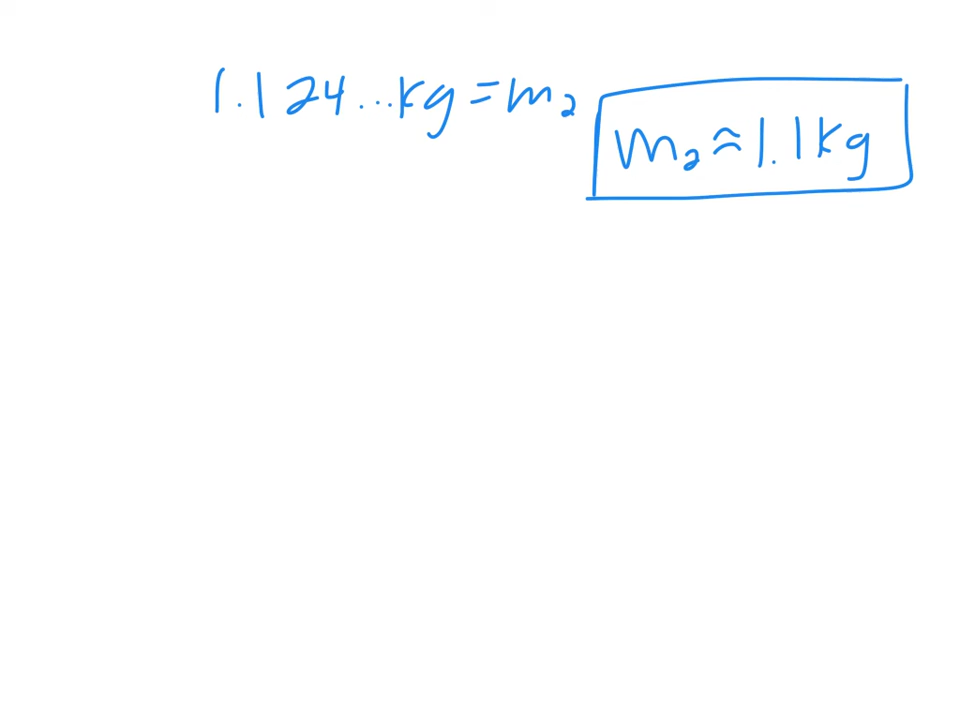 1.124...kg = m₂
m₂ ≈ 1.1kg